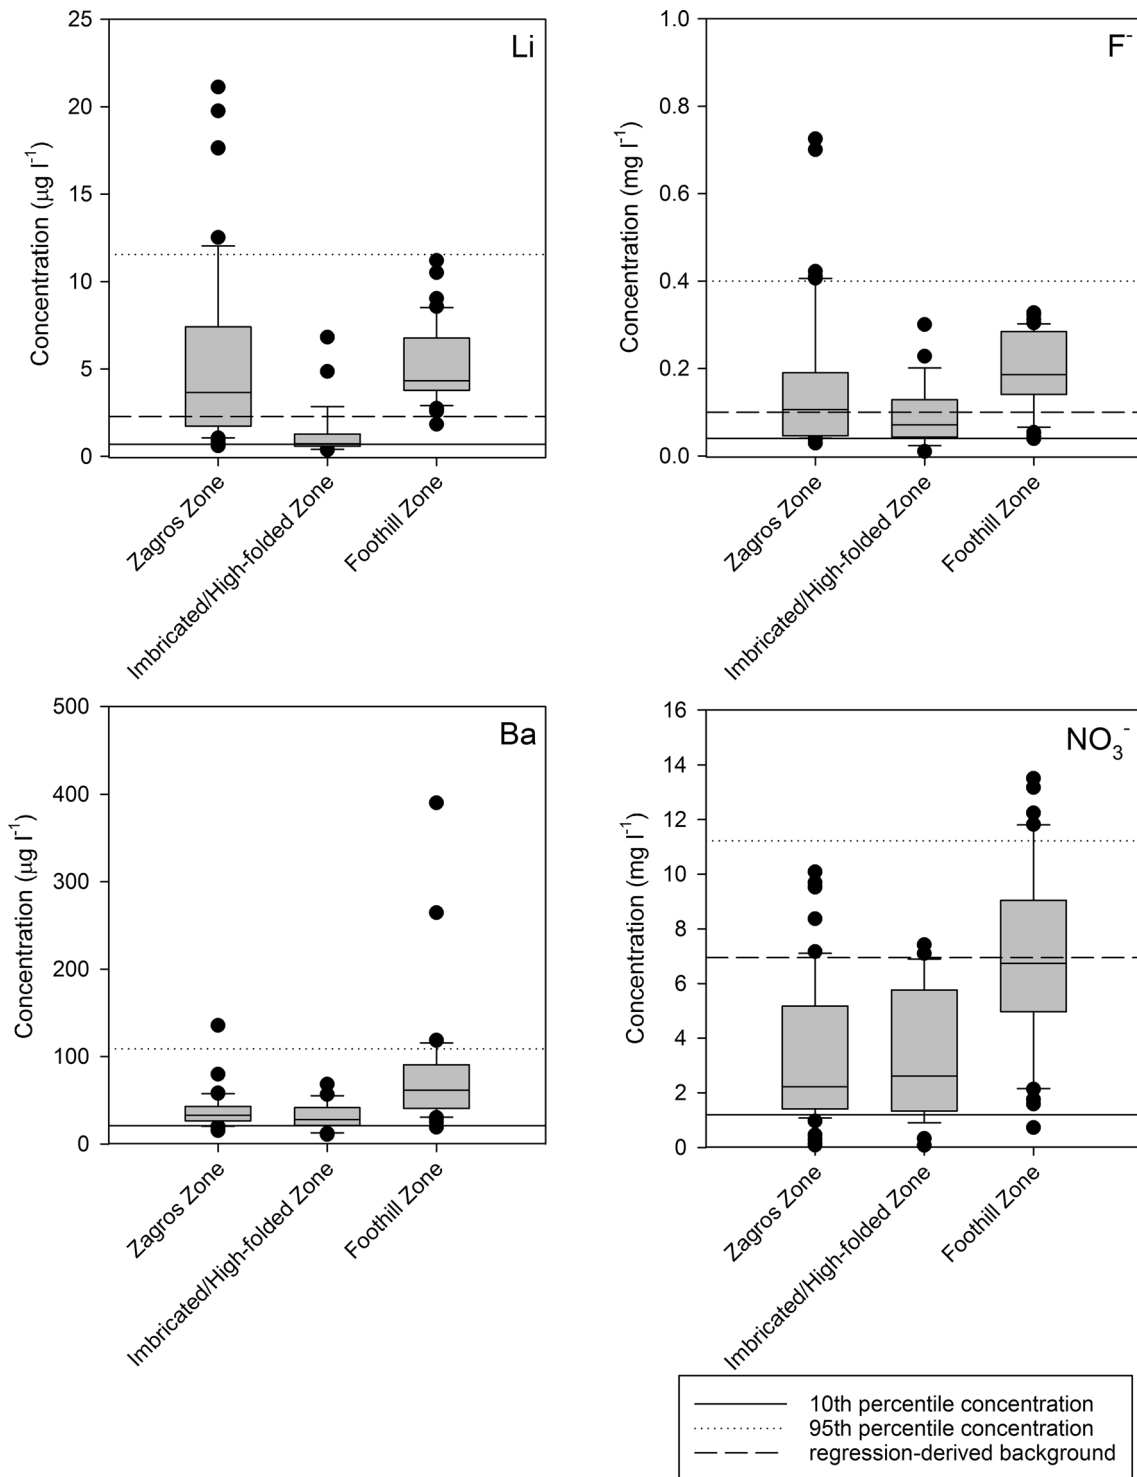 Li
Concentration (µg l⁻¹)
25
20
15
10
5
0
Zagros Zone
Imbricated/High-folded Zone
Foothill Zone
F⁻
Concentration (mg l⁻¹)
1.0
0.8
0.6
0.4
0.2
0.0
Zagros Zone
Imbricated/High-folded Zone
Foothill Zone
Ba
Concentration (µg l⁻¹)
500
400
300
200
100
0
Zagros Zone
Imbricated/High-folded Zone
Foothill Zone
NO₃⁻
Concentration (mg l⁻¹)
16
14
12
10
8
6
4
2
0
Zagros Zone
Imbricated/High-folded Zone
Foothill Zone
10th percentile concentration
95th percentile concentration
regression-derived background